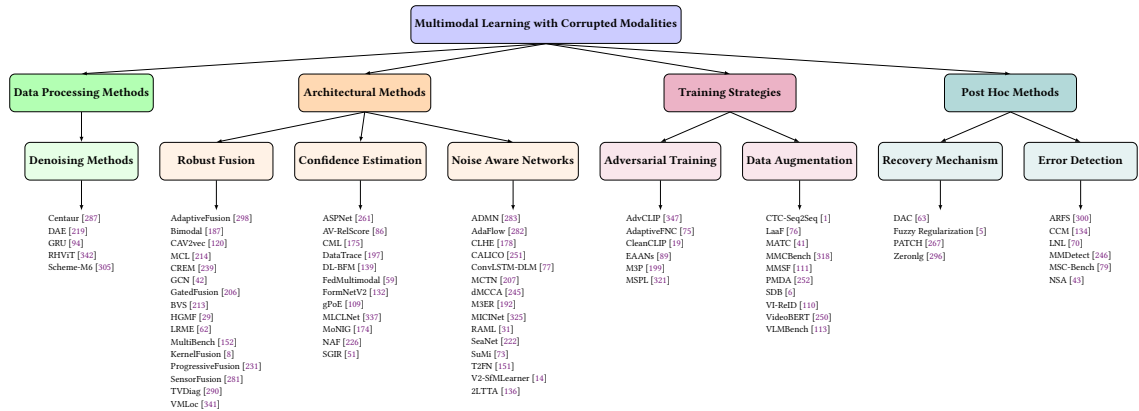 Multimodal Learning with Corrupted Modalities
Data Processing Methods
Architectural Methods
Training Strategies
Post Hoc Methods
Denoising Methods
Robust Fusion
Confidence Estimation
Noise Aware Networks
Adversarial Training
Data Augmentation
Recovery Mechanism
Error Detection
Centaur [287]
DAE [219]
GRU [94]
RHViT [342]
Scheme-M6 [305]
AdaptiveFusion [298]
Bimodal [187]
CAV2vec [120]
MCL [214]
CREM [239]
GCN [42]
GatedFusion [206]
BVS [213]
HGMF [29]
LRME [62]
MultiBench [152]
KernelFusion [8]
ProgressiveFusion [231]
SensorFusion [281]
TVDiag [290]
VMLoc [341]
ASPNet [261]
AV-RelScore [86]
CML [175]
DataTrace [197]
DL-BFM [139]
FedMultimodal [59]
FormNetV2 [132]
gPoE [109]
MLCLNet [337]
MoNIG [174]
NAF [226]
SGIR [51]
ADMN [283]
AdaFlow [282]
CLHE [178]
CALICO [251]
ConvLSTM-DLM [77]
MCTN [207]
dMCCA [245]
M3ER [192]
MICINet [325]
RAML [31]
SeaNet [222]
SuMi [73]
T2FN [151]
V2-SfMLearner [14]
2LTTA [136]
AdvCLIP [347]
AdaptiveFNC [75]
CleanCLIP [19]
EAANs [89]
M3P [199]
MSPL [321]
CTC-Seq2Seq [1]
LaaF [76]
MATC [41]
MMCBench [318]
MMSF [111]
PMDA [252]
SDB [6]
VI-ReID [110]
VideoBERT [250]
VLMBench [113]
DAC [63]
Fuzzy Regularization [5]
PATCH [267]
Zeronlg [296]
ARFS [300]
CCM [134]
LNL [70]
MMDetect [246]
MSC-Bench [79]
NSA [43]